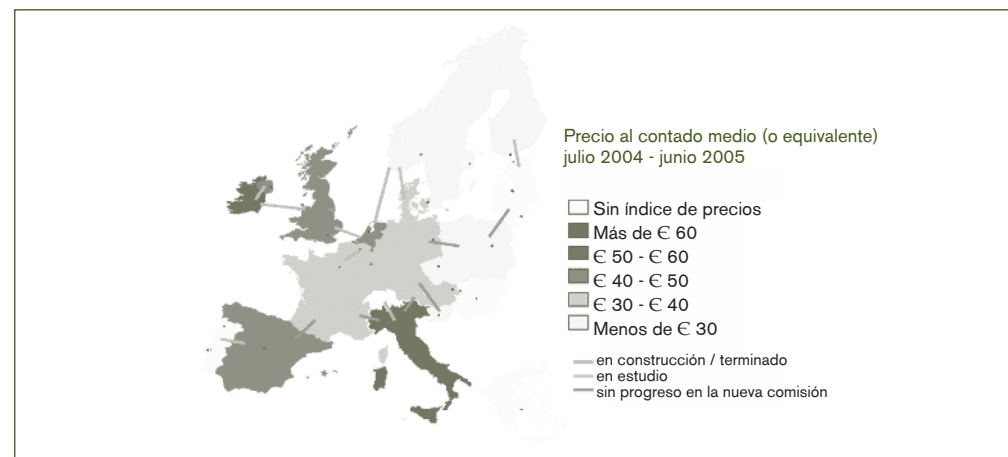 Precio al contado medio (o equivalente)
julio 2004 - junio 2005
Sin índice de precios
Más de € 60
€ 50 - € 60
€ 40 - € 50
€ 30 - € 40
Menos de € 30
en construcción / terminado
en estudio
sin progreso en la nueva comisión